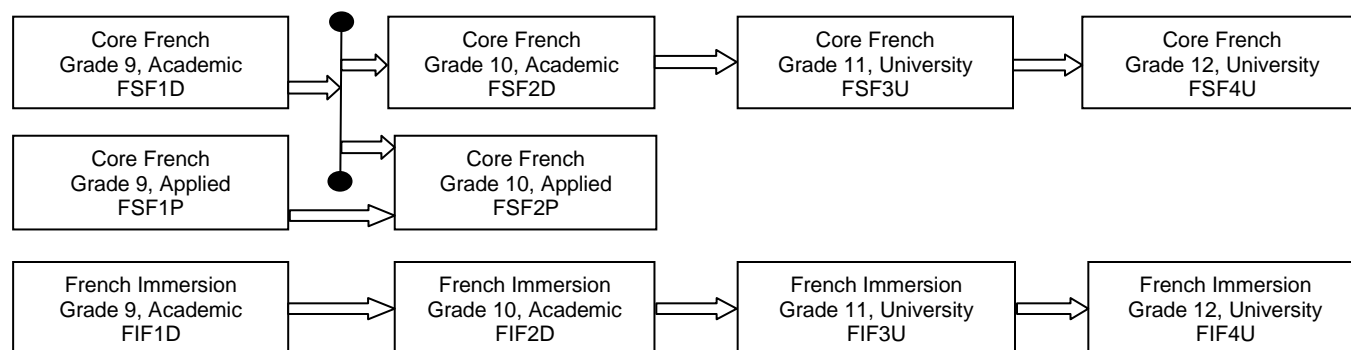 Core French
Grade 9, Academic
FSF1D
Core French
Grade 10, Academic
FSF2D
Core French
Grade 11, University
FSF3U
Core French
Grade 12, University
FSF4U
Core French
Grade 9, Applied
FSF1P
Core French
Grade 10, Applied
FSF2P
French Immersion
Grade 9, Academic
FIF1D
French Immersion
Grade 10, Academic
FIF2D
French Immersion
Grade 11, University
FIF3U
French Immersion
Grade 12, University
FIF4U